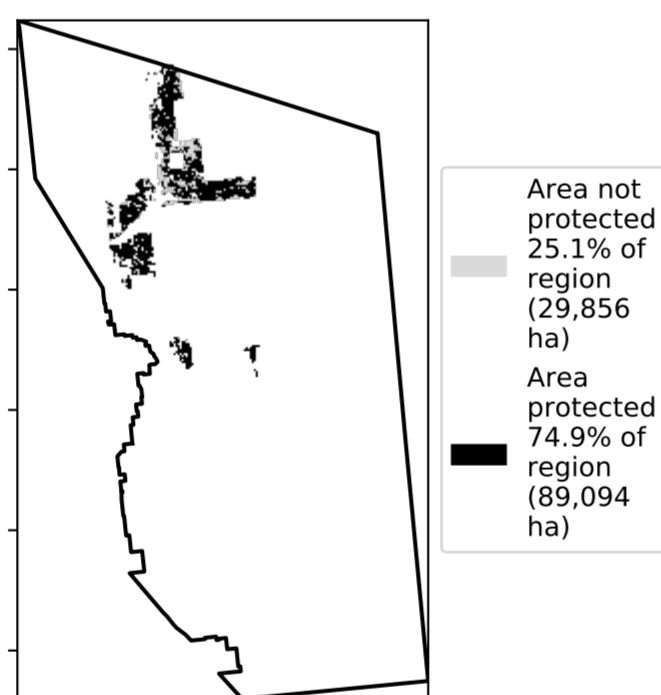 Area not
protected
25.1% of
region
(29,856
ha)
Area
protected
74.9% of
region
(89,094
ha)